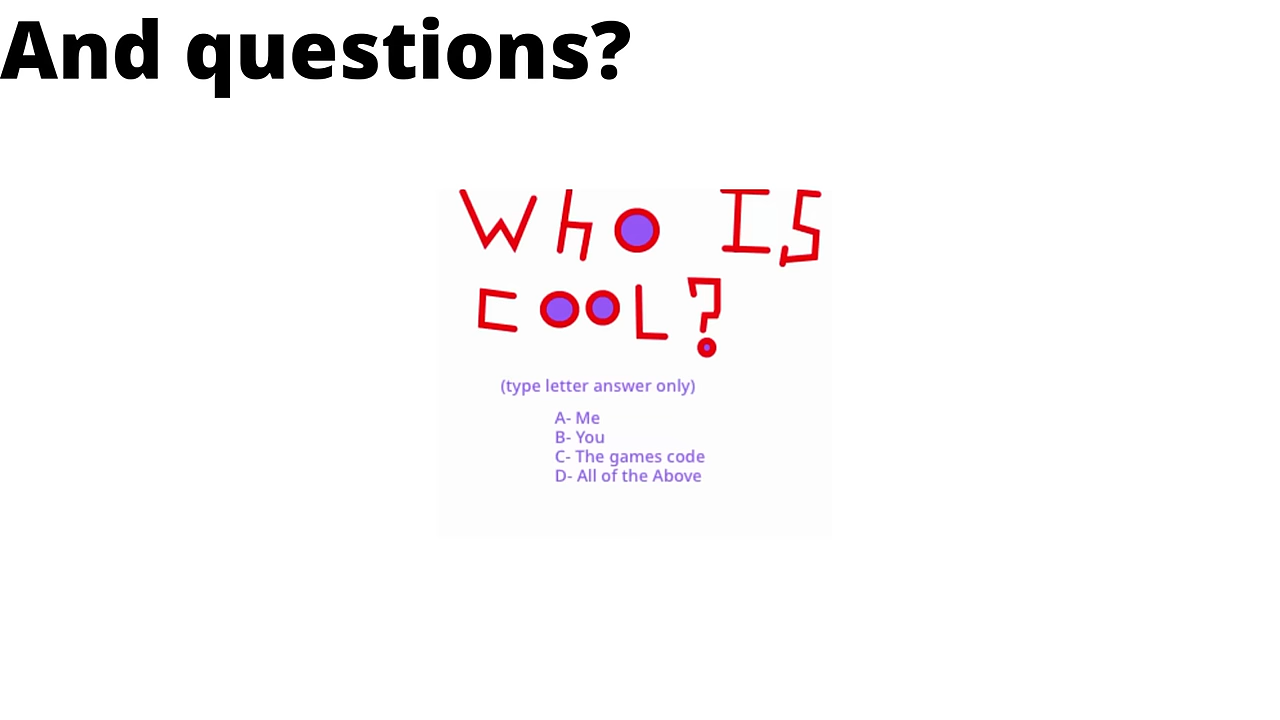 And questions?
Who IS
COOL?
(type letter answer only)
A- Me
B- You
C- The games code
D- All of the Above